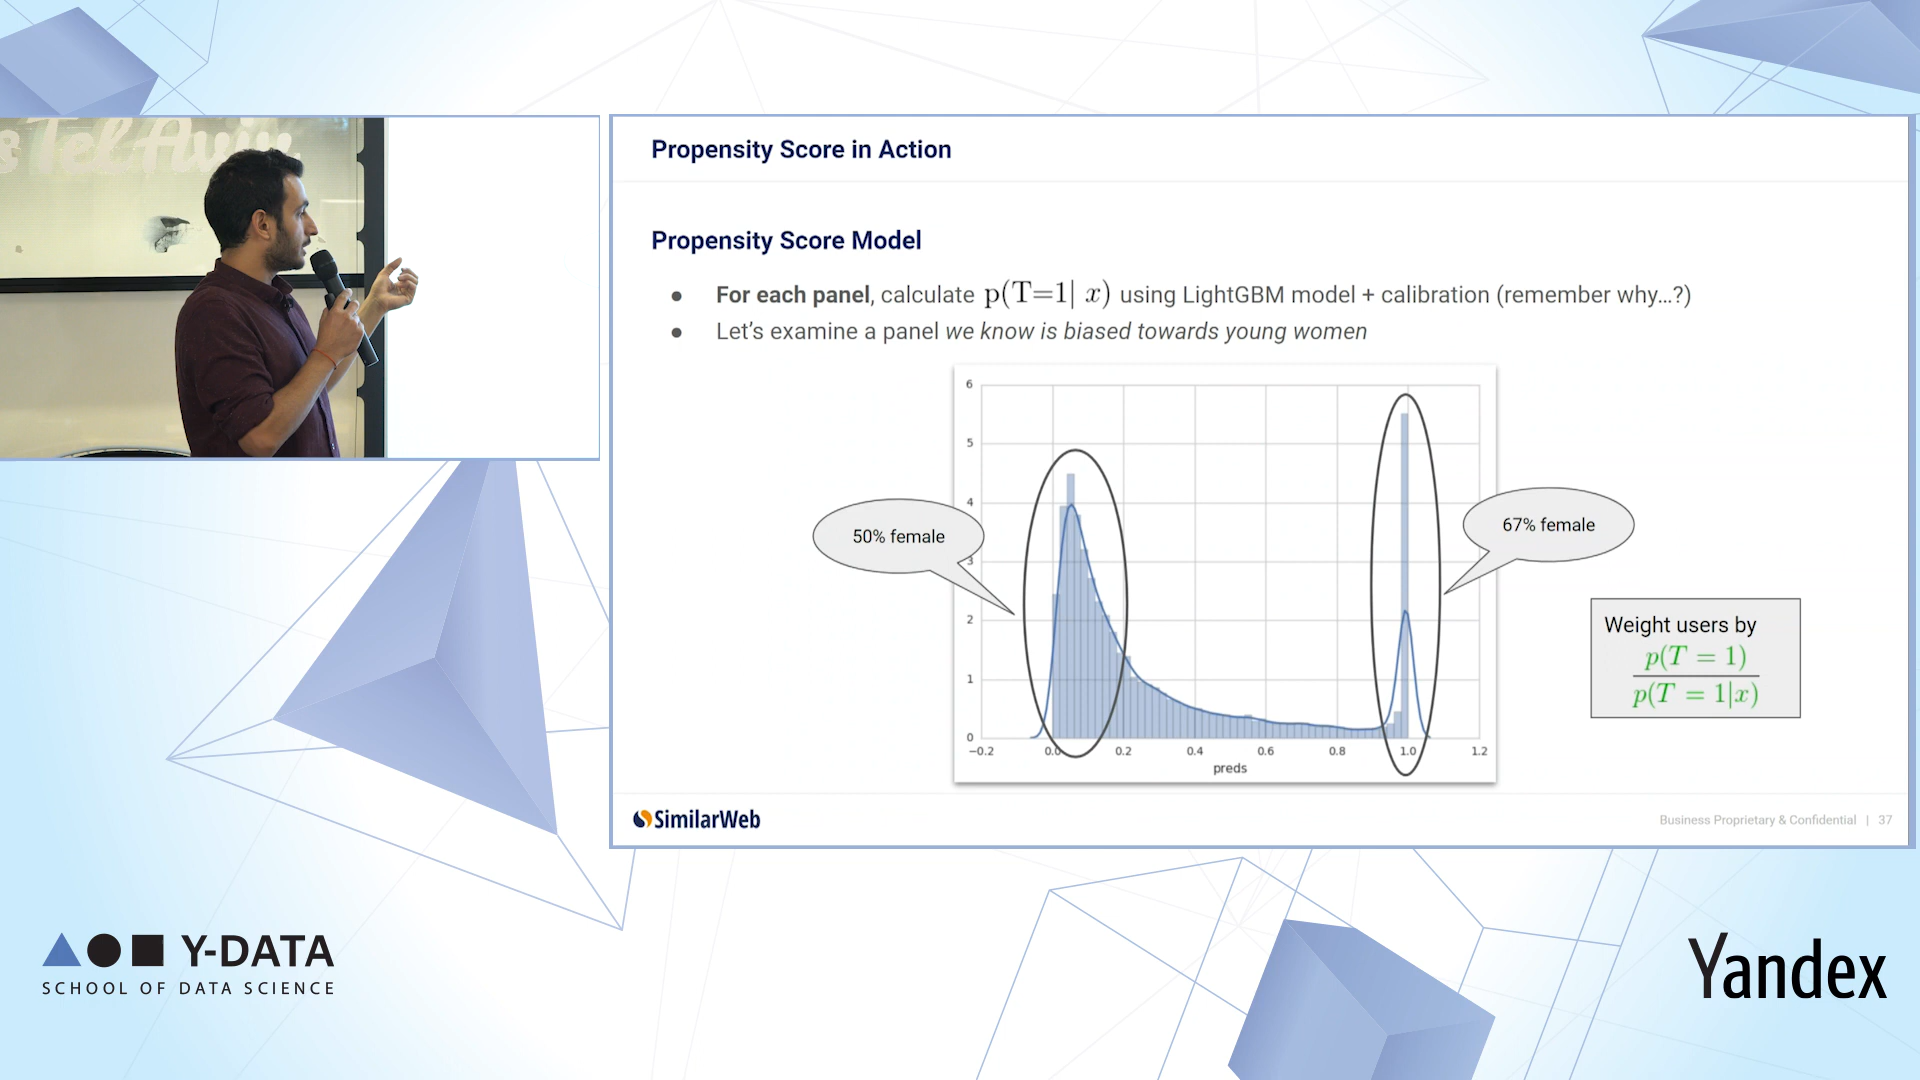 s Tel Aviv
Propensity Score in Action
Propensity Score Model
● For each panel, calculate p(T=1| x) using LightGBM model + calibration (remember why...?)
● Let's examine a panel we know is biased towards young women
6
5
4
3
2
1
0
−0.2 0.0 0.2 0.4 0.6 0.8 1.0 1.2
preds
50% female
67% female
Weight users by
p(T = 1)
p(T = 1|x)
SimilarWeb
Business Proprietary & Confidential | 37
Y-DATA
SCHOOL OF DATA SCIENCE
Yandex